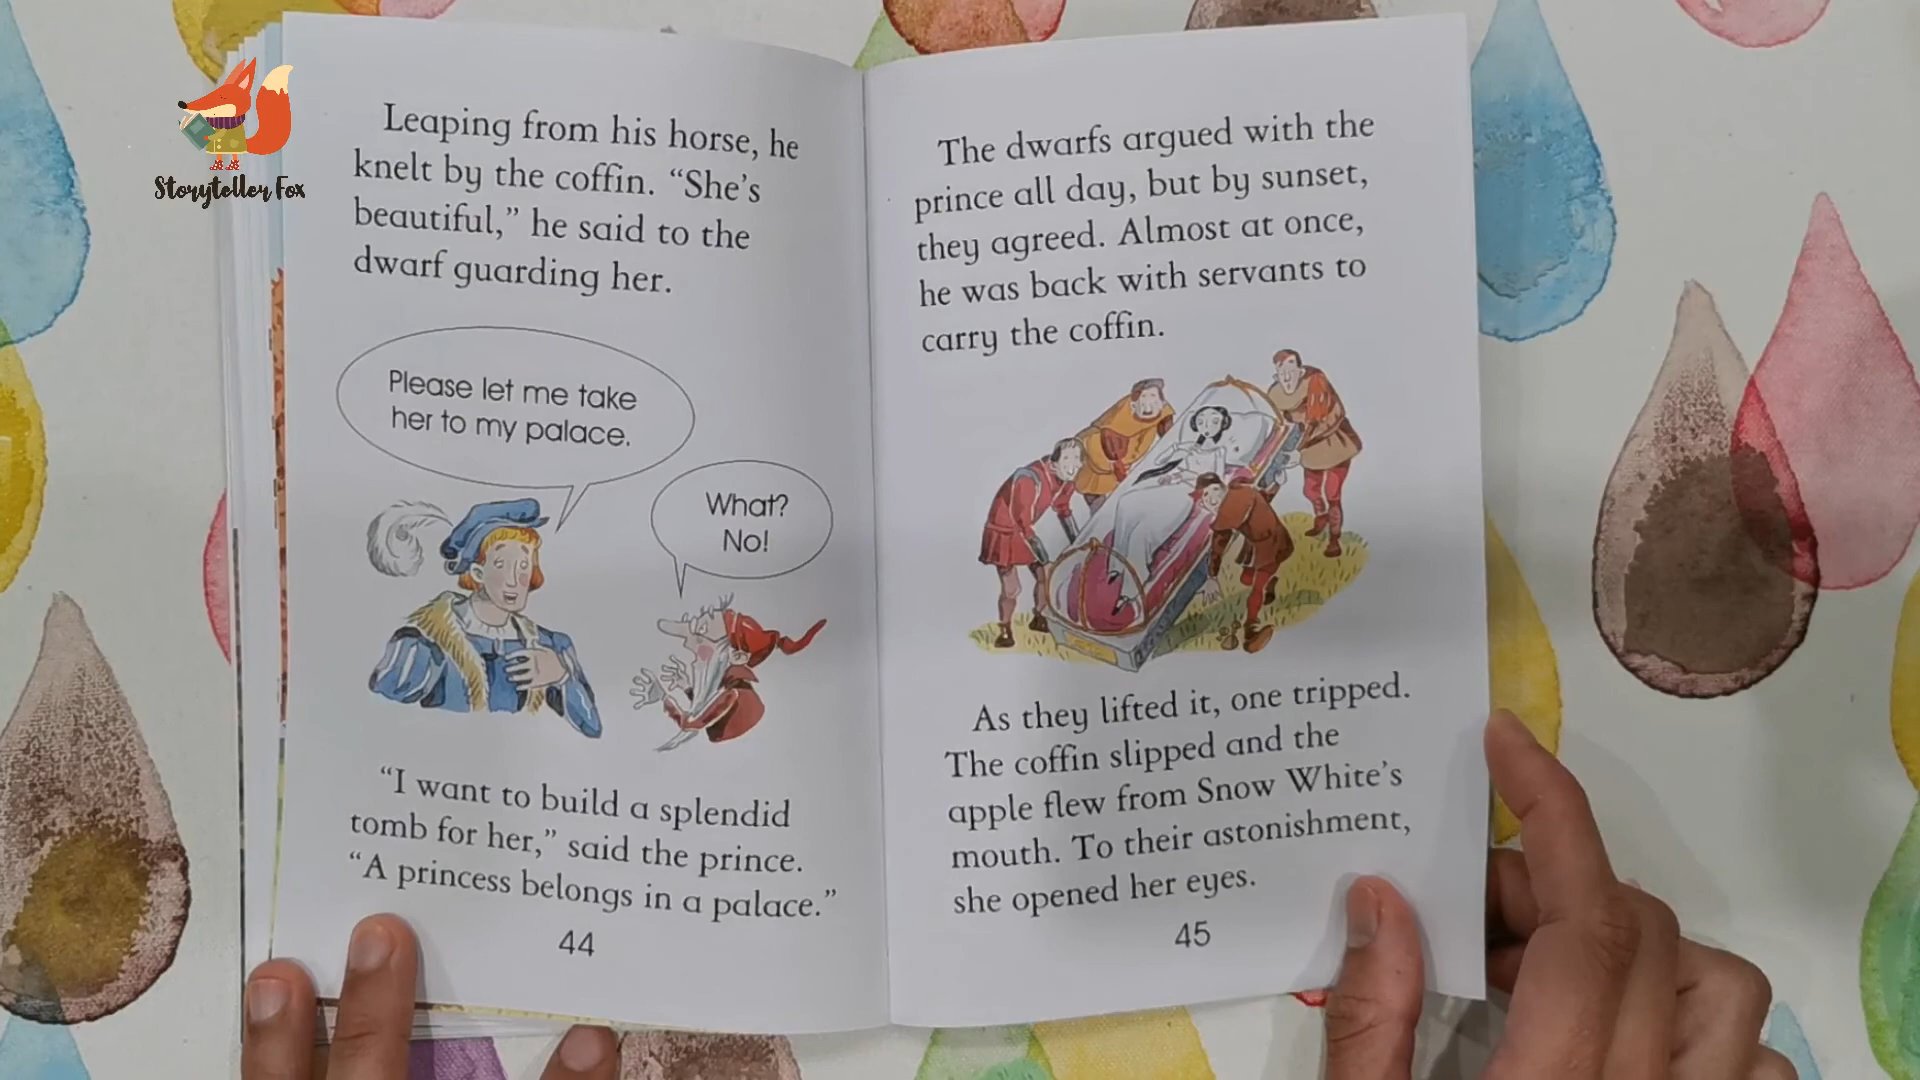 Storyteller Fox
Leaping from his horse, he
knelt by the coffin. “She’s
beautiful,” he said to the
dwarf guarding her.
Please let me take
her to my palace.
What?
No!
“I want to build a splendid
tomb for her,” said the prince.
“A princess belongs in a palace.”
44
The dwarfs argued with the
prince all day, but by sunset,
they agreed. Almost at once,
he was back with servants to
carry the coffin.
As they lifted it, one tripped.
The coffin slipped and the
apple flew from Snow White’s
mouth. To their astonishment,
she opened her eyes.
45